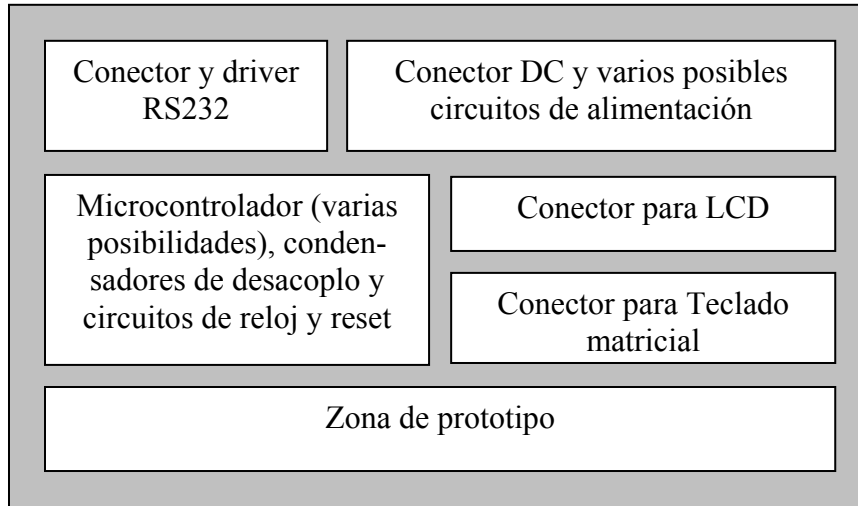 Conector y driver
RS232
Conector DC y varios posibles
circuitos de alimentación
Microcontrolador (varias
posibilidades), conden-
sadores de desacoplo y
circuitos de reloj y reset
Conector para LCD
Conector para Teclado
matricial
Zona de prototipo